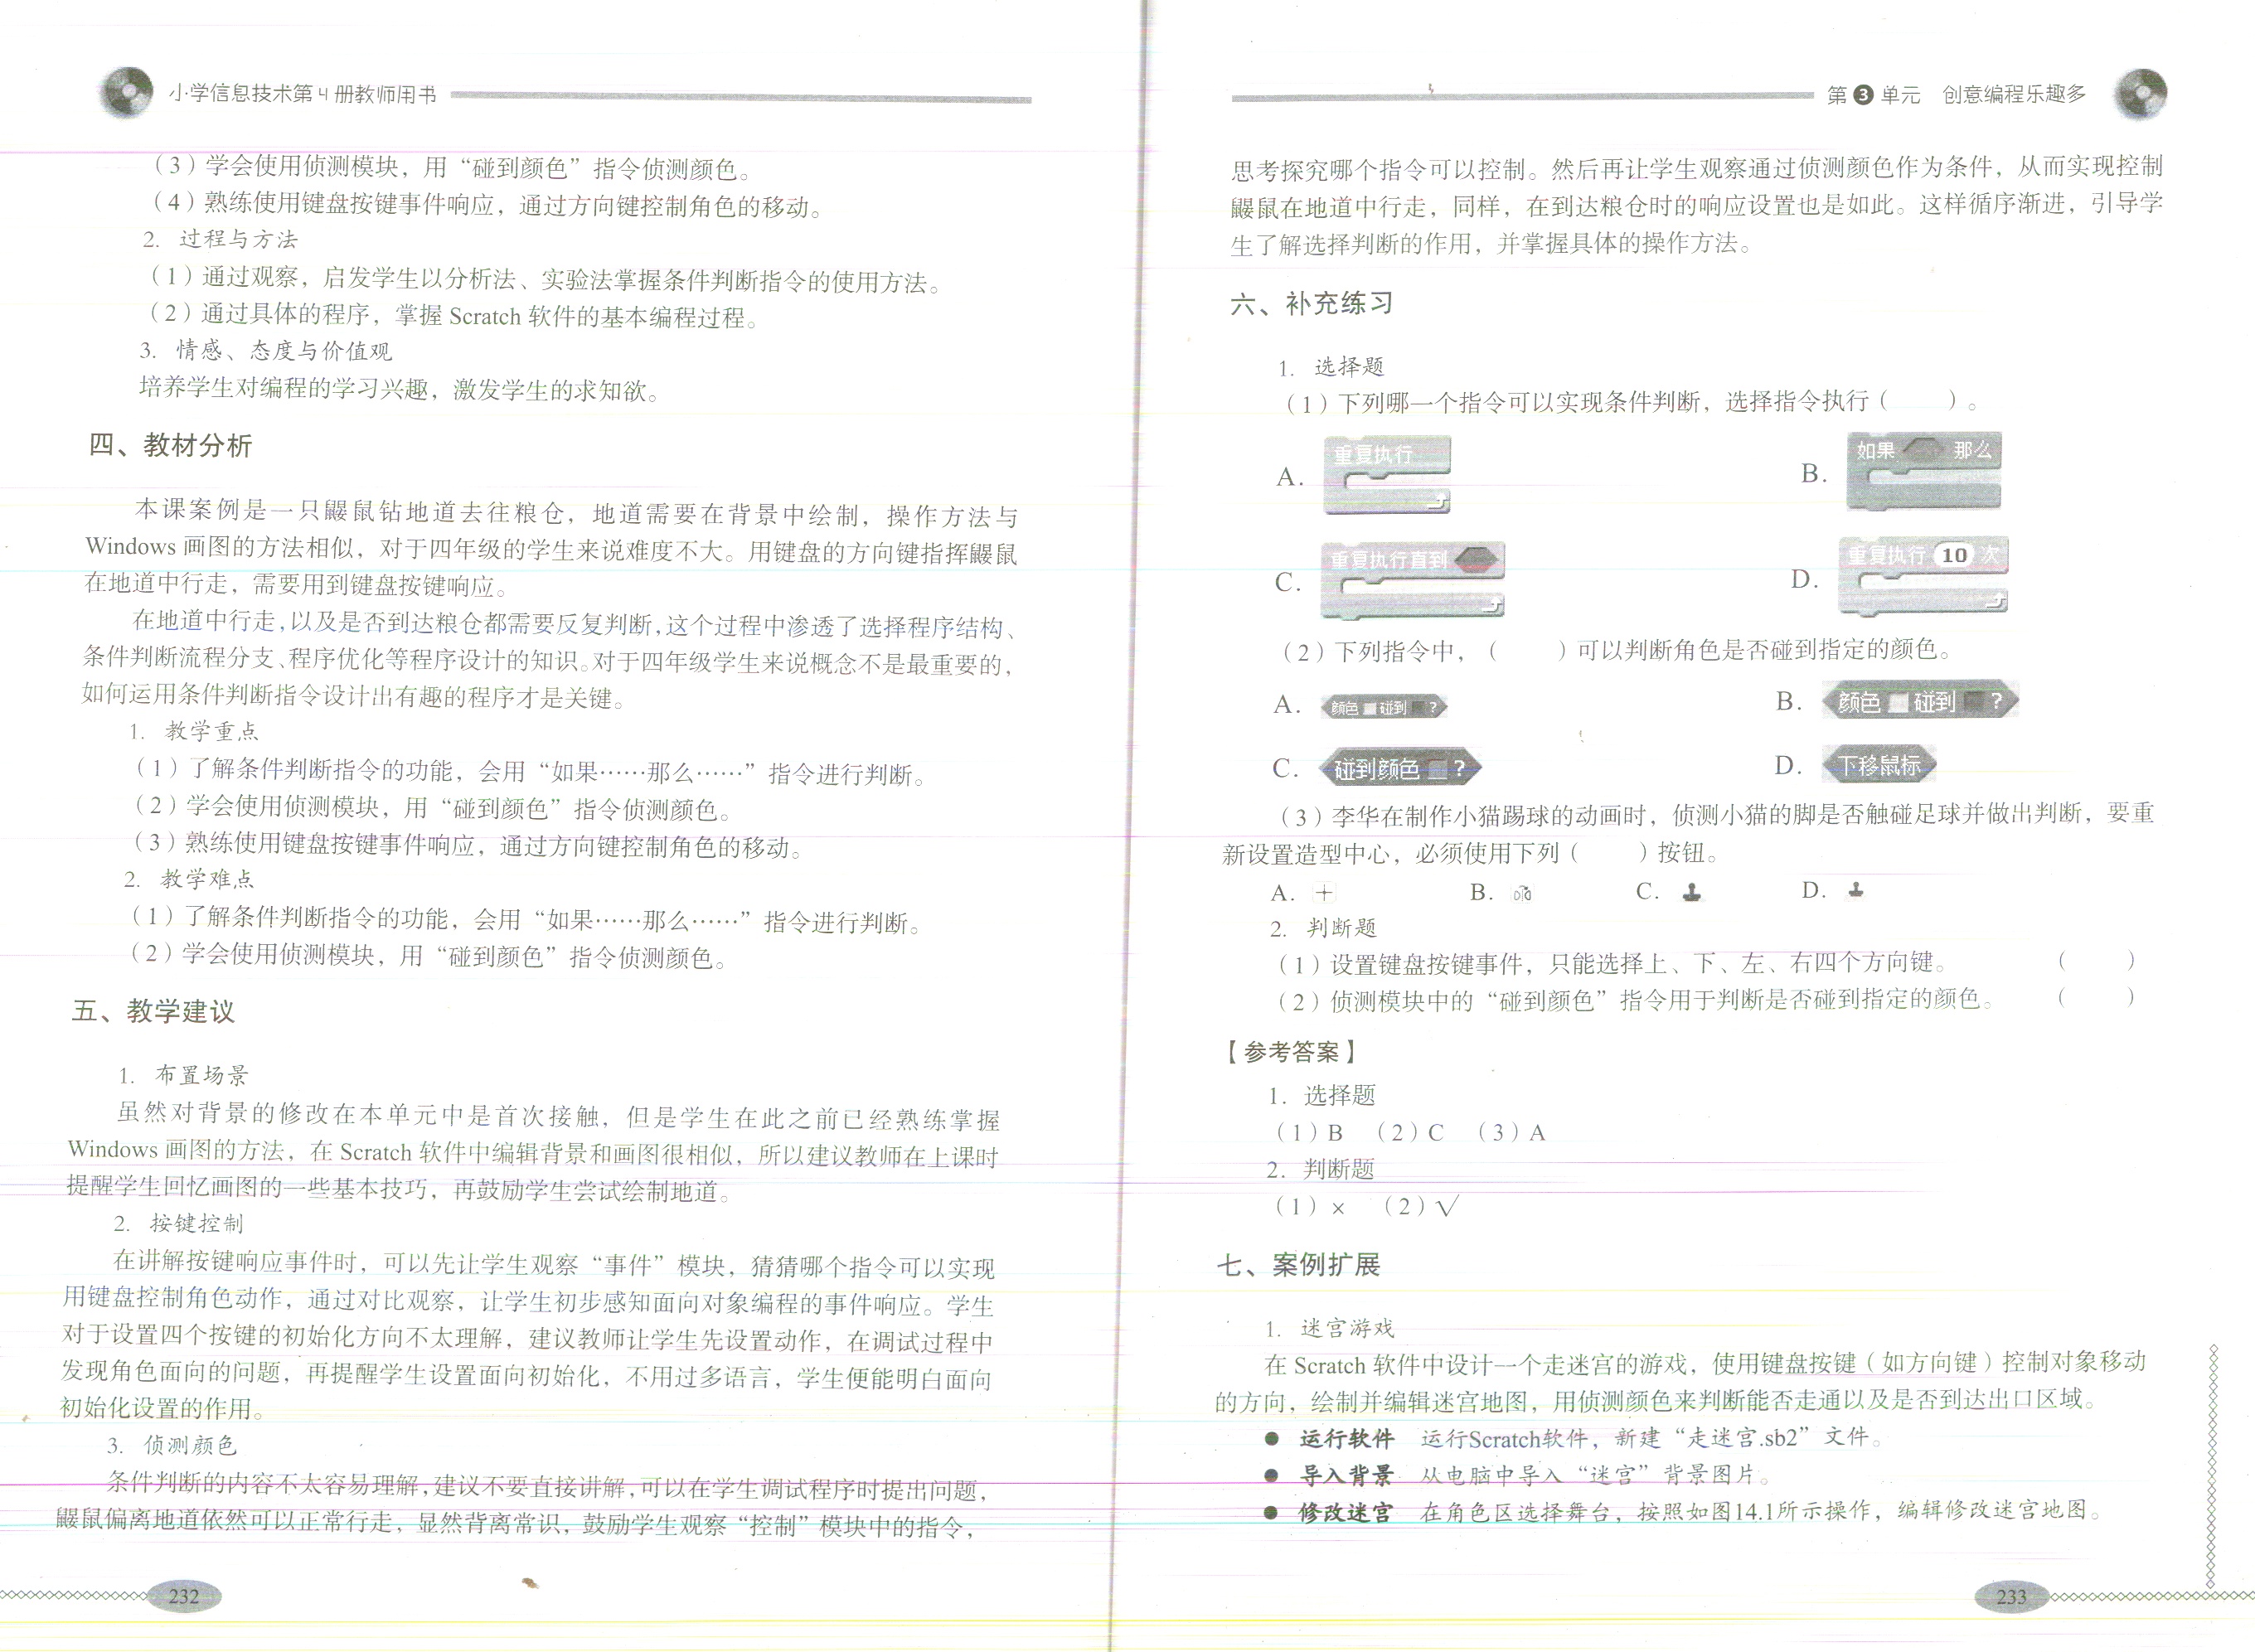 小学信息技术第4册教师用书
（3）学会使用侦测模块，用“碰到颜色”指令侦测颜色。
（4）熟练使用键盘按键事件响应，通过方向键控制角色的移动。
2. 过程与方法
（1）通过观察，启发学生以分析法、实验法掌握条件判断指令的使用方法。
（2）通过具体的程序，掌握 Scratch 软件的基本编程过程。
3. 情感、态度与价值观
培养学生对编程的学习兴趣，激发学生的求知欲。
四、教材分析
本课案例是一只鼹鼠钻地道去往粮仓，地道需要在背景中绘制，操作方法与
Windows 画图的方法相似，对于四年级的学生来说难度不大。用键盘的方向键指挥鼹鼠
在地道中行走，需要用到键盘按键响应。
在地道中行走，以及是否到达粮仓都需要反复判断，这个过程中渗透了选择程序结构、
条件判断流程分支、程序优化等程序设计的知识。对于四年级学生来说概念不是最重要的，
如何运用条件判断指令设计出有趣的程序才是关键。
1. 教学重点
（1）了解条件判断指令的功能，会用“如果……那么……”指令进行判断。
（2）学会使用侦测模块，用“碰到颜色”指令侦测颜色。
（3）熟练使用键盘按键事件响应，通过方向键控制角色的移动。
2. 教学难点
（1）了解条件判断指令的功能，会用“如果……那么……”指令进行判断。
（2）学会使用侦测模块，用“碰到颜色”指令侦测颜色。
五、教学建议
1. 布置场景
虽然对背景的修改在本单元中是首次接触，但是学生在此之前已经熟练掌握
Windows 画图的方法，在 Scratch 软件中编辑背景和画图很相似，所以建议教师在上课时
提醒学生回忆画图的一些基本技巧，再鼓励学生尝试绘制地道。
2. 按键控制
在讲解按键响应事件时，可以先让学生观察“事件”模块，猜猜哪个指令可以实现
用键盘控制角色动作，通过对比观察，让学生初步感知面向对象编程的事件响应。学生
对于设置四个按键的初始化方向不太理解，建议教师让学生先设置动作，在调试过程中
发现角色面向的问题，再提醒学生设置面向初始化，不用过多语言，学生便能明白面向
初始化设置的作用。
3. 侦测颜色
条件判断的内容不太容易理解，建议不要直接讲解，可以在学生调试程序时提出问题，
鼹鼠偏离地道依然可以正常行走，显然背离常识，鼓励学生观察“控制”模块中的指令，
232
第3单元 创意编程乐趣多
思考探究哪个指令可以控制。然后再让学生观察通过侦测颜色作为条件，从而实现控制
鼹鼠在地道中行走，同样，在到达粮仓时的响应设置也是如此。这样循序渐进，引导学
生了解选择判断的作用，并掌握具体的操作方法。
六、补充练习
1. 选择题
（1）下列哪一个指令可以实现条件判断，选择指令执行（ ）。
A. 重复执行 B. 如果 那么
C. 重复执行直到 D. 重复执行 10 次
（2）下列指令中，（ ）可以判断角色是否碰到指定的颜色。
A. 颜色 碰到 ? B. 颜色 碰到 ?
C. 碰到颜色 ? D. 下移鼠标
（3）李华在制作小猫踢球的动画时，侦测小猫的脚是否触碰足球并做出判断，要重
新设置造型中心，必须使用下列（ ）按钮。
A. B. C. D.
2. 判断题
（1）设置键盘按键事件，只能选择上、下、左、右四个方向键。 （ ）
（2）侦测模块中的“碰到颜色”指令用于判断是否碰到指定的颜色。 （ ）
【参考答案】
1. 选择题
（1）B （2）C （3）A
2. 判断题
（1）× （2）√
七、案例扩展
1. 迷宫游戏
在 Scratch 软件中设计一个走迷宫的游戏，使用键盘按键（如方向键）控制对象移动
的方向，绘制并编辑迷宫地图，用侦测颜色来判断能否走通以及是否到达出口区域。
● 运行软件 运行Scratch软件，新建“走迷宫.sb2”文件。
● 导入背景 从电脑中导入“迷宫”背景图片。
● 修改迷宫 在角色区选择舞台，按照如图14.1所示操作，编辑修改迷宫地图。
233